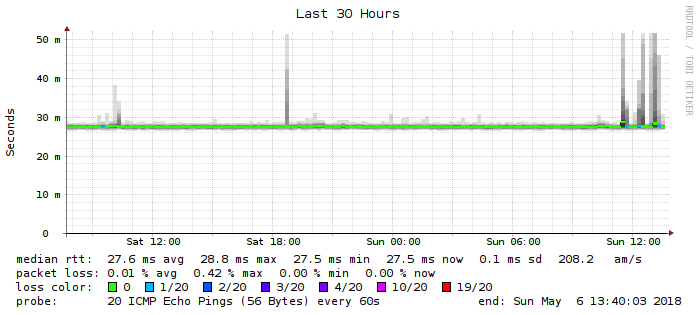 Last 30 Hours
RRDTOOL / TOBI OETIKER
Seconds
50 m
40 m
30 m
20 m
10 m
0
Sat 12:00 Sat 18:00 Sun 00:00 Sun 06:00 Sun 12:00
median rtt: 27.6 ms avg 28.8 ms max 27.5 ms min 27.5 ms now 0.1 ms sd 208.2 am/s
packet loss: 0.01 % avg 0.42 % max 0.00 % min 0.00 % now
loss color: 0 1/20 2/20 3/20 4/20 10/20 19/20
probe: 20 ICMP Echo Pings (56 Bytes) every 60s end: Sun May 6 13:40:03 2018